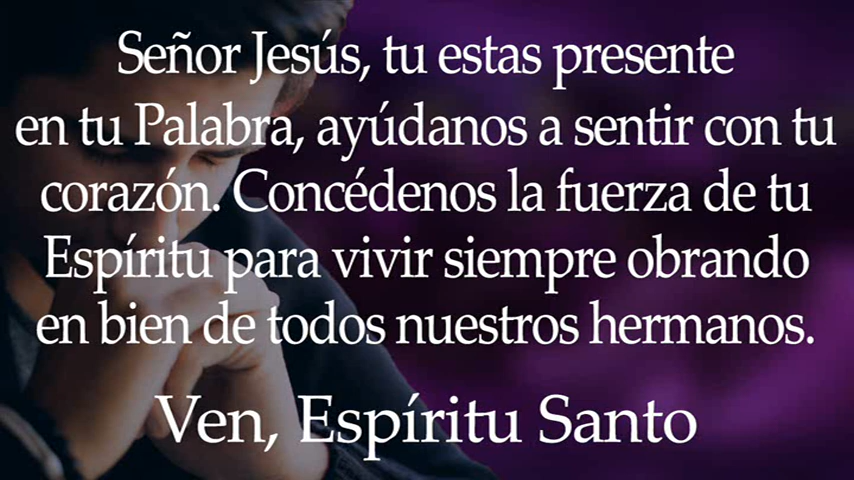 Señor Jesús, tu estas presente
en tu Palabra, ayúdanos a sentir con tu
corazón. Concédenos la fuerza de tu
Espíritu para vivir siempre obrando
en bien de todos nuestros hermanos.
Ven, Espíritu Santo